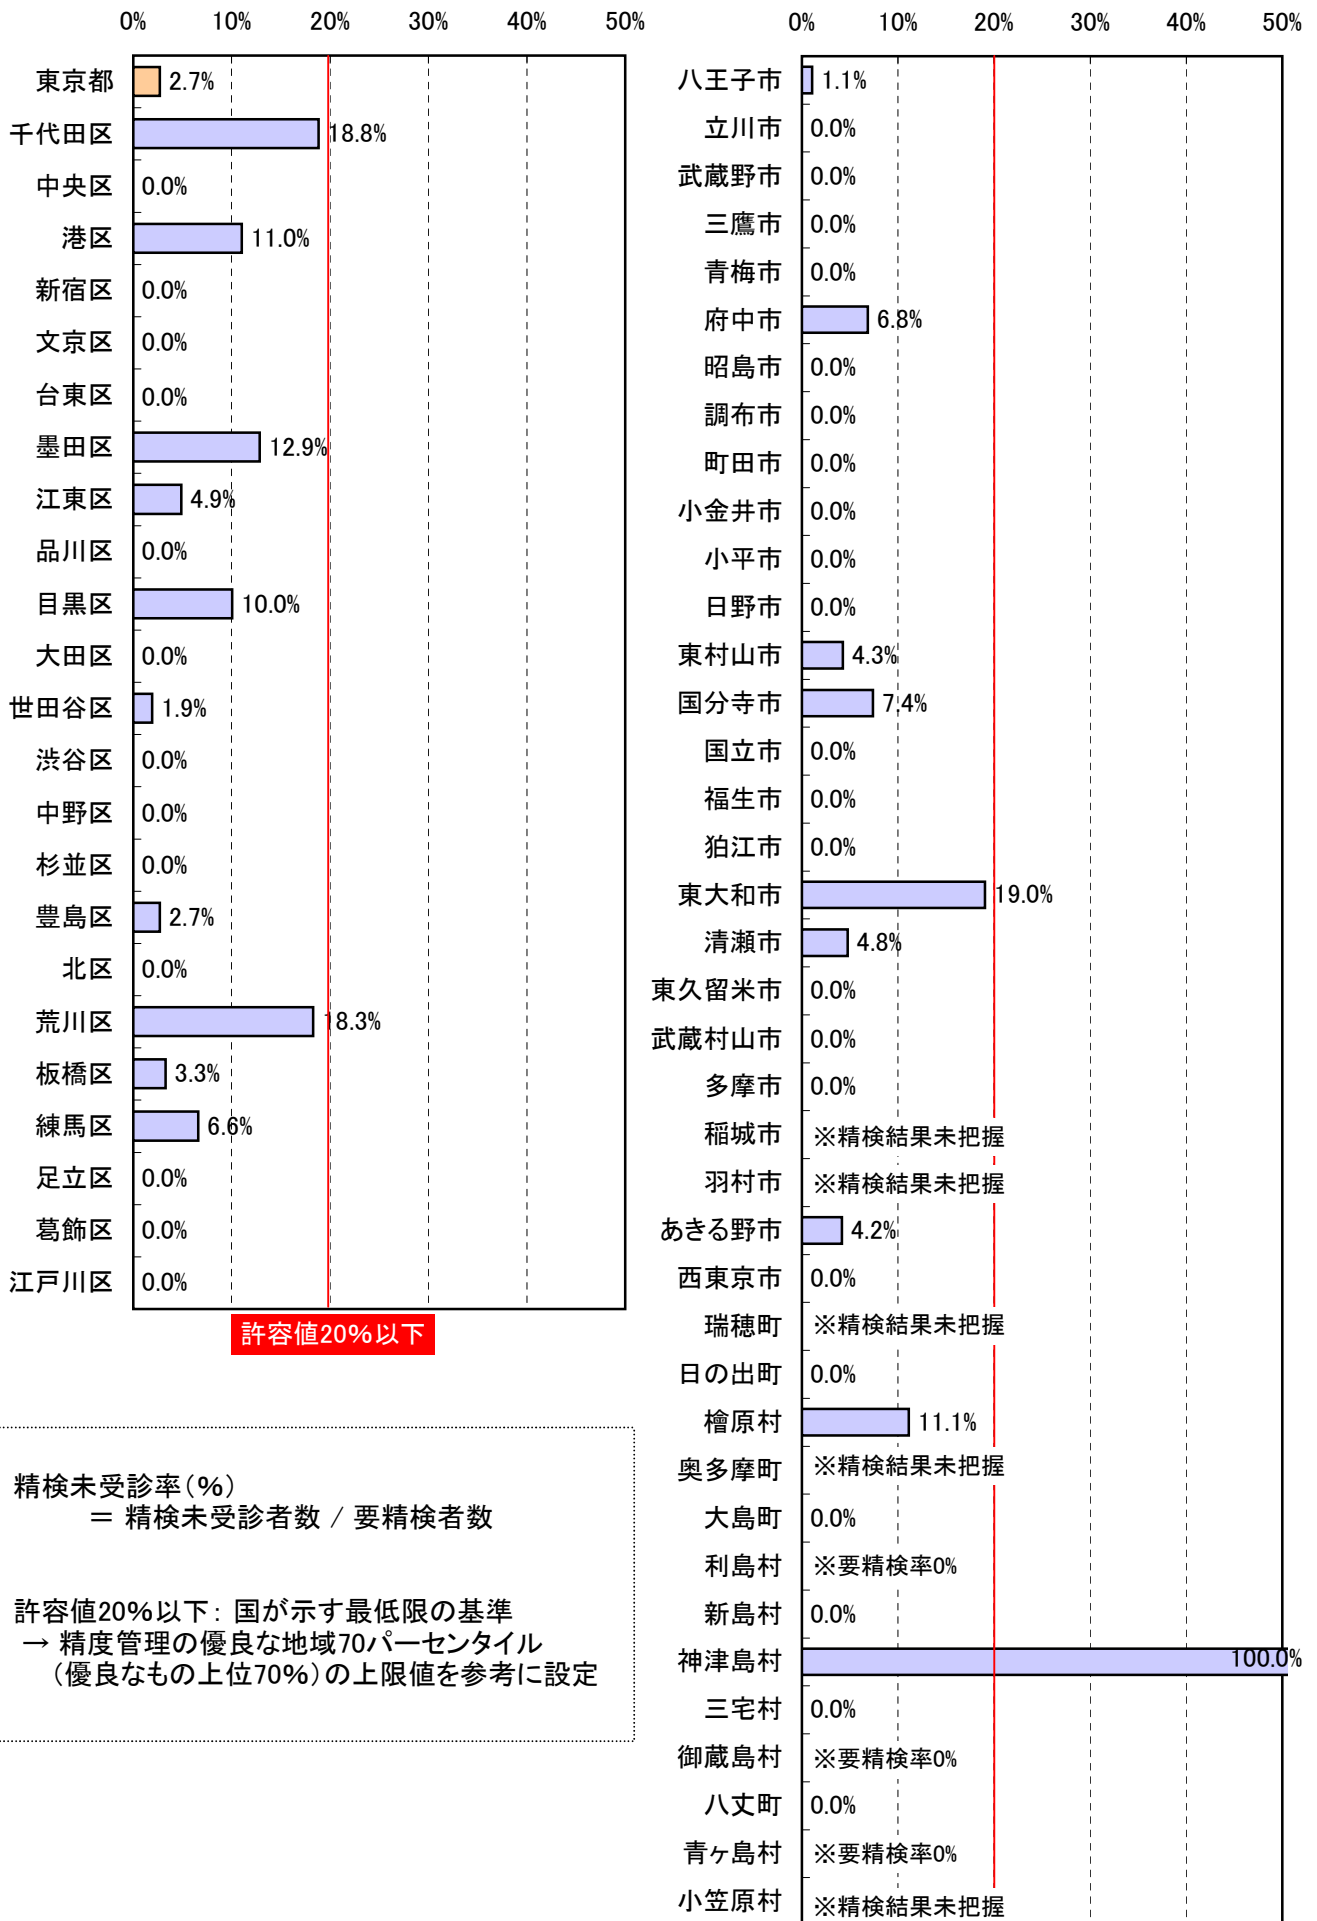 0% 10% 20% 30% 40% 50%
東京都 2.7%
千代田区 18.8%
中央区 0.0%
港区 11.0%
新宿区 0.0%
文京区 0.0%
台東区 0.0%
墨田区 12.9%
江東区 4.9%
品川区 0.0%
目黒区 10.0%
大田区 0.0%
世田谷区 1.9%
渋谷区 0.0%
中野区 0.0%
杉並区 0.0%
豊島区 2.7%
北区 0.0%
荒川区 18.3%
板橋区 3.3%
練馬区 6.6%
足立区 0.0%
葛飾区 0.0%
江戸川区 0.0%
許容値20%以下
精検未受診率(%)
= 精検未受診者数 / 要精検者数
許容値20%以下: 国が示す最低限の基準
→ 精度管理の優良な地域70パーセンタイル
(優良なもの上位70%)の上限値を参考に設定
0% 10% 20% 30% 40% 50%
八王子市 1.1%
立川市 0.0%
武蔵野市 0.0%
三鷹市 0.0%
青梅市 0.0%
府中市 6.8%
昭島市 0.0%
調布市 0.0%
町田市 0.0%
小金井市 0.0%
小平市 0.0%
日野市 0.0%
東村山市 4.3%
国分寺市 7.4%
国立市 0.0%
福生市 0.0%
狛江市 0.0%
東大和市 19.0%
清瀬市 4.8%
東久留米市 0.0%
武蔵村山市 0.0%
多摩市 0.0%
稲城市 ※精検結果未把握
羽村市 ※精検結果未把握
あきる野市 4.2%
西東京市 0.0%
瑞穂町 ※精検結果未把握
日の出町 0.0%
檜原村 11.1%
奥多摩町 ※精検結果未把握
大島町 0.0%
利島村 ※要精検率0%
新島村 0.0%
神津島村 100.0%
三宅村 0.0%
御蔵島村 ※要精検率0%
八丈町 0.0%
青ヶ島村 ※要精検率0%
小笠原村 ※精検結果未把握